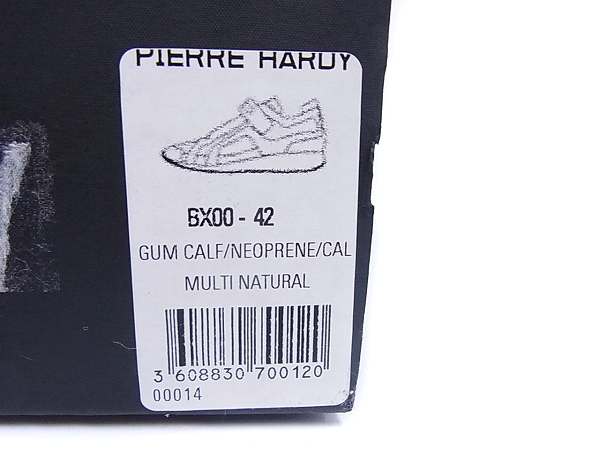 PIERRE HARDY
BX00 - 42
GUM CALF/NEOPRENE/CAL
MULTI NATURAL
3 608830 700120
00014